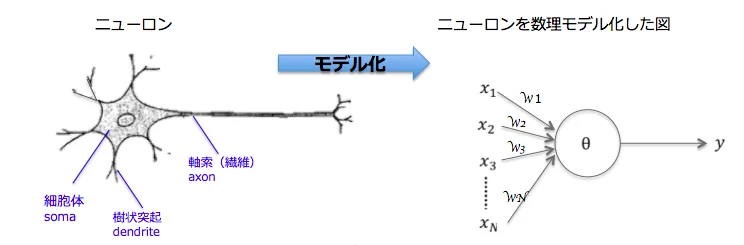 ニューロン
モデル化
ニューロンを数理モデル化した図
軸索（繊維）
axon
細胞体
soma
樹状突起
dendrite
x1
w1
x2
w2
x3
w3
xN
wN
θ
y